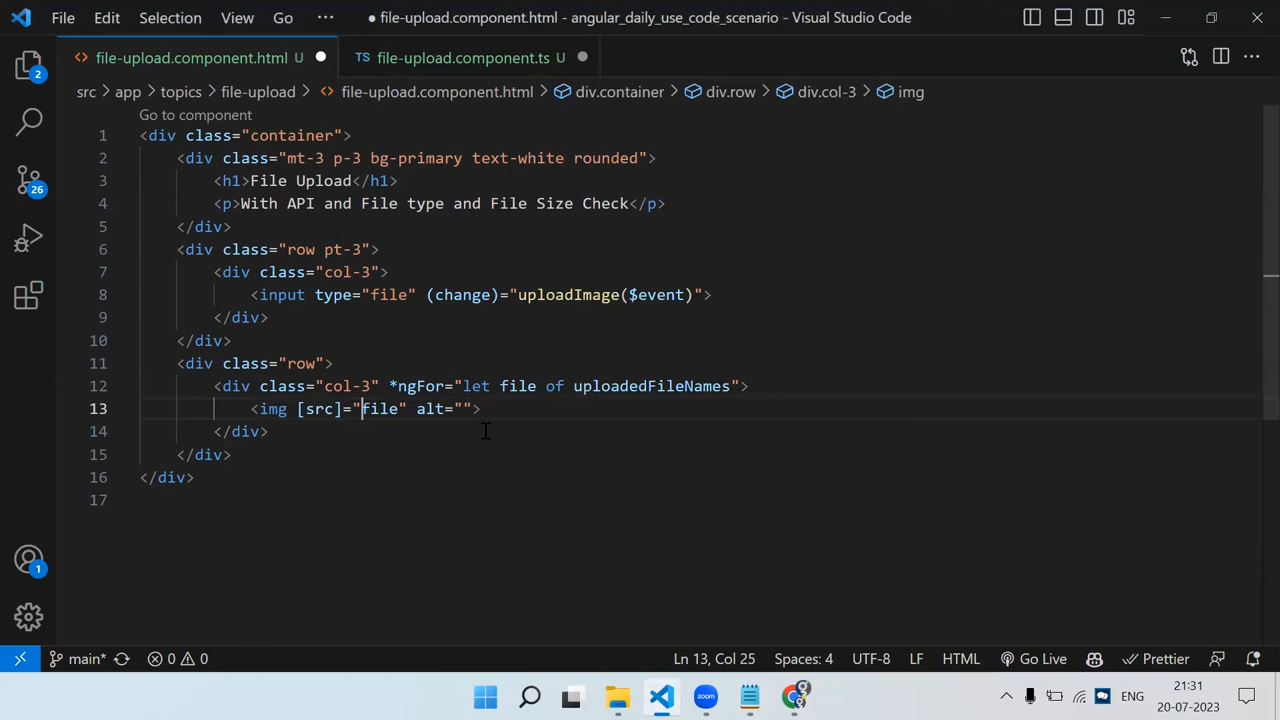 File Edit Selection View Go ··· ● file-upload.component.html - angular_daily_use_code_scenario - Visual Studio Code
<> file-upload.component.html U ● TS file-upload.component.ts U ●
src > app > topics > file-upload > <> file-upload.component.html > div.container > div.row > div.col-3 > img
Go to component
1 <div class="container">
2 <div class="mt-3 p-3 bg-primary text-white rounded">
3 <h1>File Upload</h1>
4 <p>With API and File type and File Size Check</p>
5 </div>
6 <div class="row pt-3">
7 <div class="col-3">
8 <input type="file" (change)="uploadImage($event)">
9 </div>
10 </div>
11 <div class="row">
12 <div class="col-3" *ngFor="let file of uploadedFileNames">
13 <img [src]="file" alt="">
14 </div>
15 </div>
16 </div>
17
2
26
1
main* 0 0 Ln 13, Col 25 Spaces: 4 UTF-8 LF HTML Go Live Prettier
zoom ENG 21:31
20-07-2023